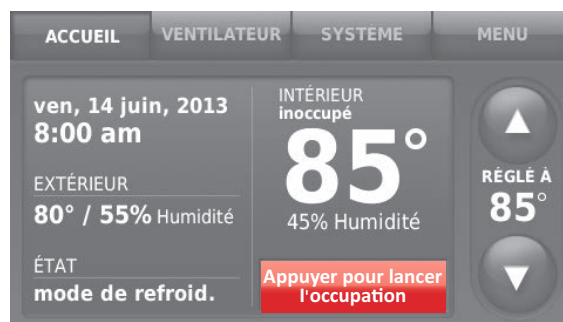 ACCUEIL VENTILATEUR SYSTÈME MENU
ven, 14 juin, 2013
8:00 am
EXTÉRIEUR
80° / 55% Humidité
ÉTAT
mode de refroid.
INTÉRIEUR
inoccupé
85°
45% Humidité
Appuyer pour lancer
l'occupation
RÉGLÉ À
85°